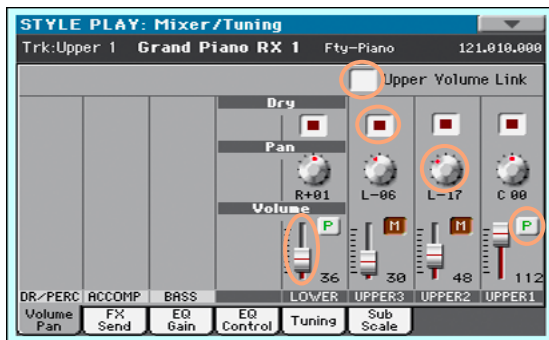 STYLE PLAY: Mixer/Tuning
Trk:Upper 1 Grand Piano RX 1 Fty-Piano 121.010.000
Upper Volume Link
Dry
Pan
R+01 L-06 L-17 C 00
Volume
P M M P
36 30 48 112
DR/PERC ACCOMP BASS LOWER UPPER3 UPPER2 UPPER1
Volume Pan FX Send EQ Gain EQ Control Tuning Sub Scale